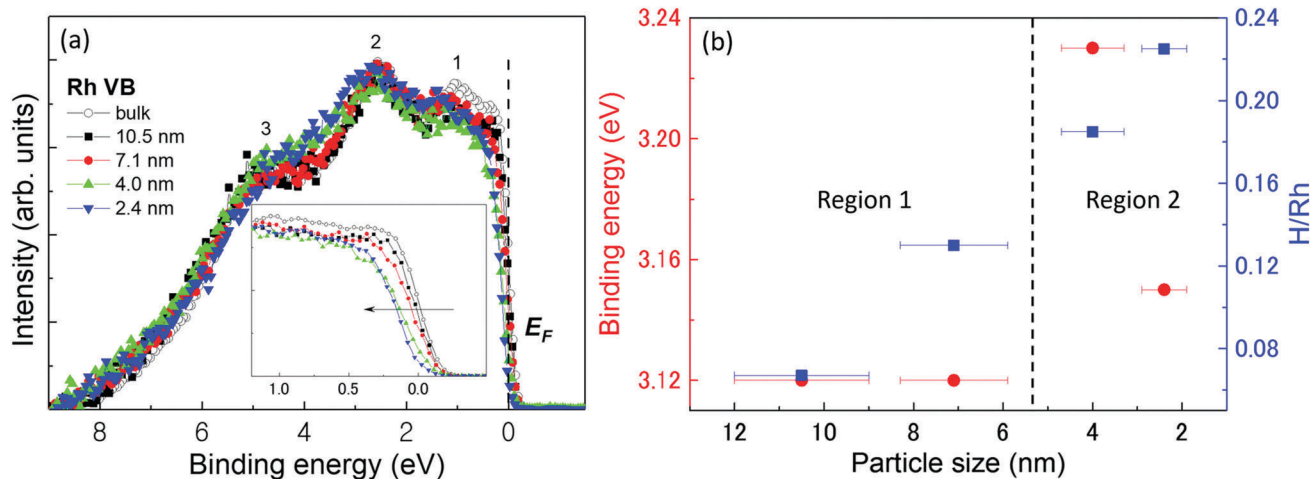 (a)
2
1
3
Rh VB
bulk
10.5 nm
7.1 nm
4.0 nm
2.4 nm
Intensity (arb. units)
1.0
0.5
0.0
E_F
8
6
4
2
0
Binding energy (eV)
(b)
3.24
3.20
3.16
3.12
Binding energy (eV)
Region 1
Region 2
0.24
0.20
0.16
0.12
0.08
H/Rh
12
10
8
6
4
2
Particle size (nm)